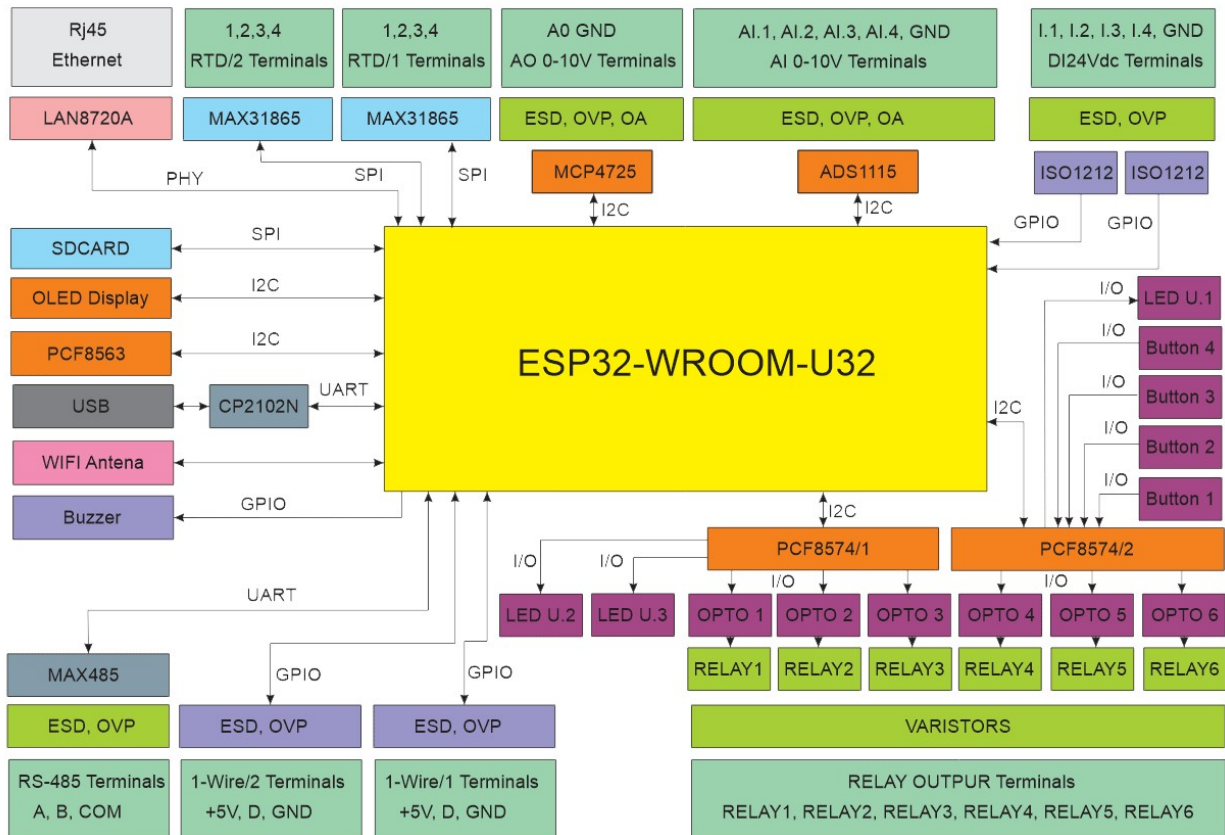 Rj45
Ethernet
1,2,3,4
RTD/2 Terminals
1,2,3,4
RTD/1 Terminals
A0 GND
AO 0-10V Terminals
AI.1, AI.2, AI.3, AI.4, GND
AI 0-10V Terminals
I.1, I.2, I.3, I.4, GND
DI24Vdc Terminals
LAN8720A
MAX31865
MAX31865
ESD, OVP, OA
ESD, OVP, OA
ESD, OVP
MCP4725
ADS1115
ISO1212
ISO1212
PHY
SPI
SPI
I2C
I2C
GPIO
GPIO
SDCARD
SPI
OLED Display
I2C
PCF8563
I2C
USB
CP2102N
UART
WIFI Antena
Buzzer
GPIO
ESP32-WROOM-U32
I/O
LED U.1
I/O
Button 4
I/O
Button 3
I/O
Button 2
I/O
Button 1
I2C
I2C
PCF8574/1
PCF8574/2
I/O
I/O
I/O
I/O
LED U.2
LED U.3
OPTO 1
OPTO 2
OPTO 3
OPTO 4
OPTO 5
OPTO 6
RELAY1
RELAY2
RELAY3
RELAY4
RELAY5
RELAY6
UART
GPIO
GPIO
MAX485
ESD, OVP
ESD, OVP
ESD, OVP
VARISTORS
RS-485 Terminals
A, B, COM
1-Wire/2 Terminals
+5V, D, GND
1-Wire/1 Terminals
+5V, D, GND
RELAY OUTPUR Terminals
RELAY1, RELAY2, RELAY3, RELAY4, RELAY5, RELAY6